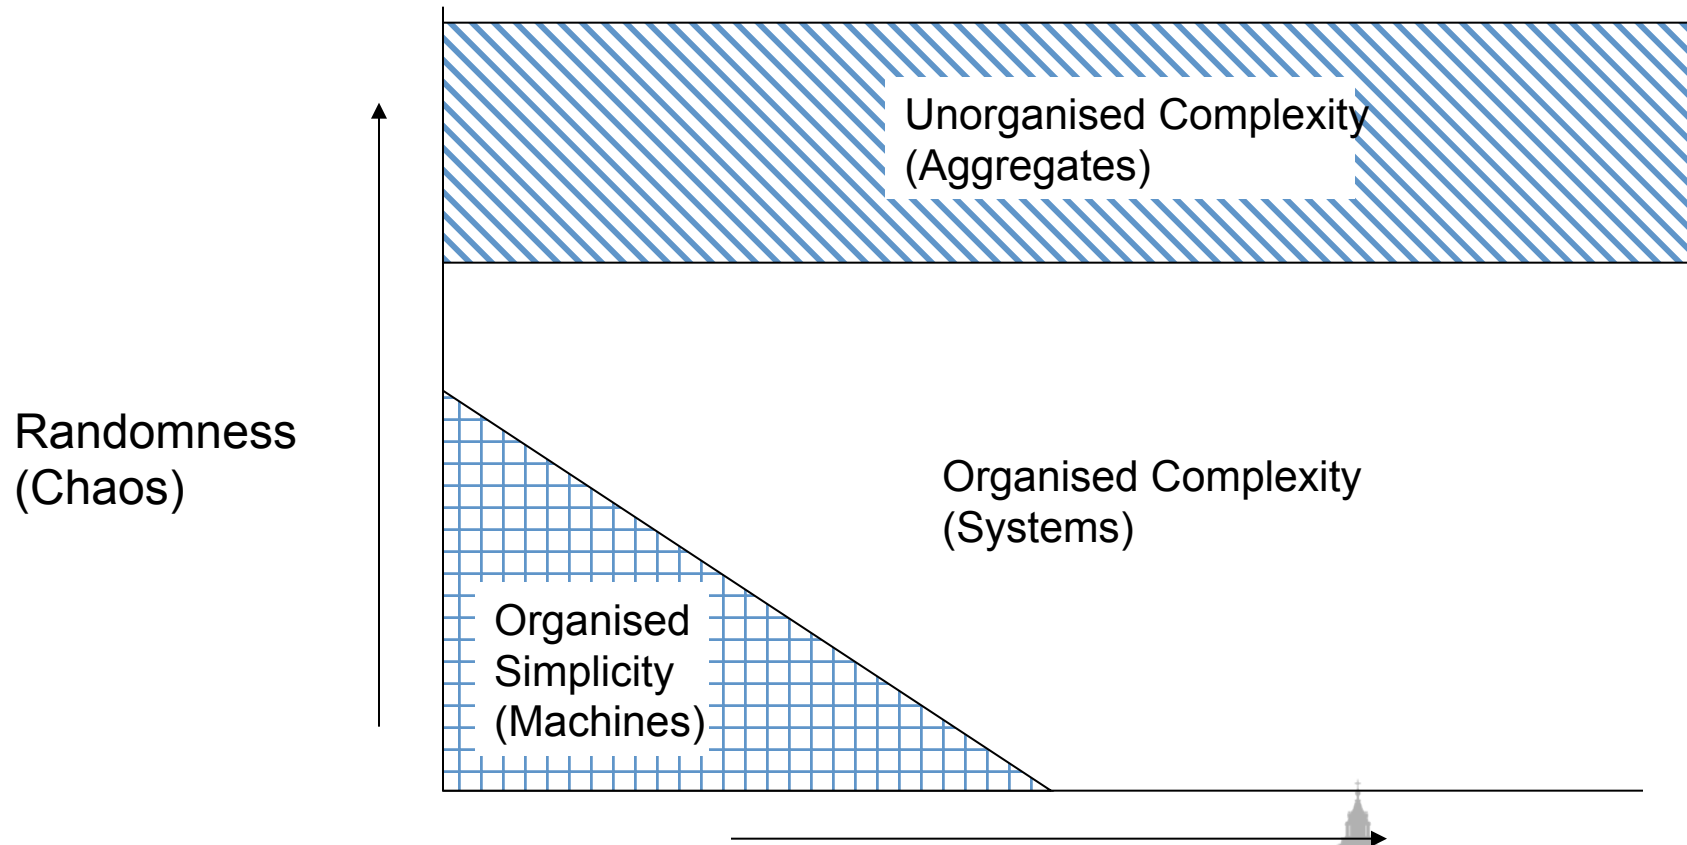 Unorganised Complexity
(Aggregates)
Randomness
(Chaos)
Organised Complexity
(Systems)
Organised
Simplicity
(Machines)